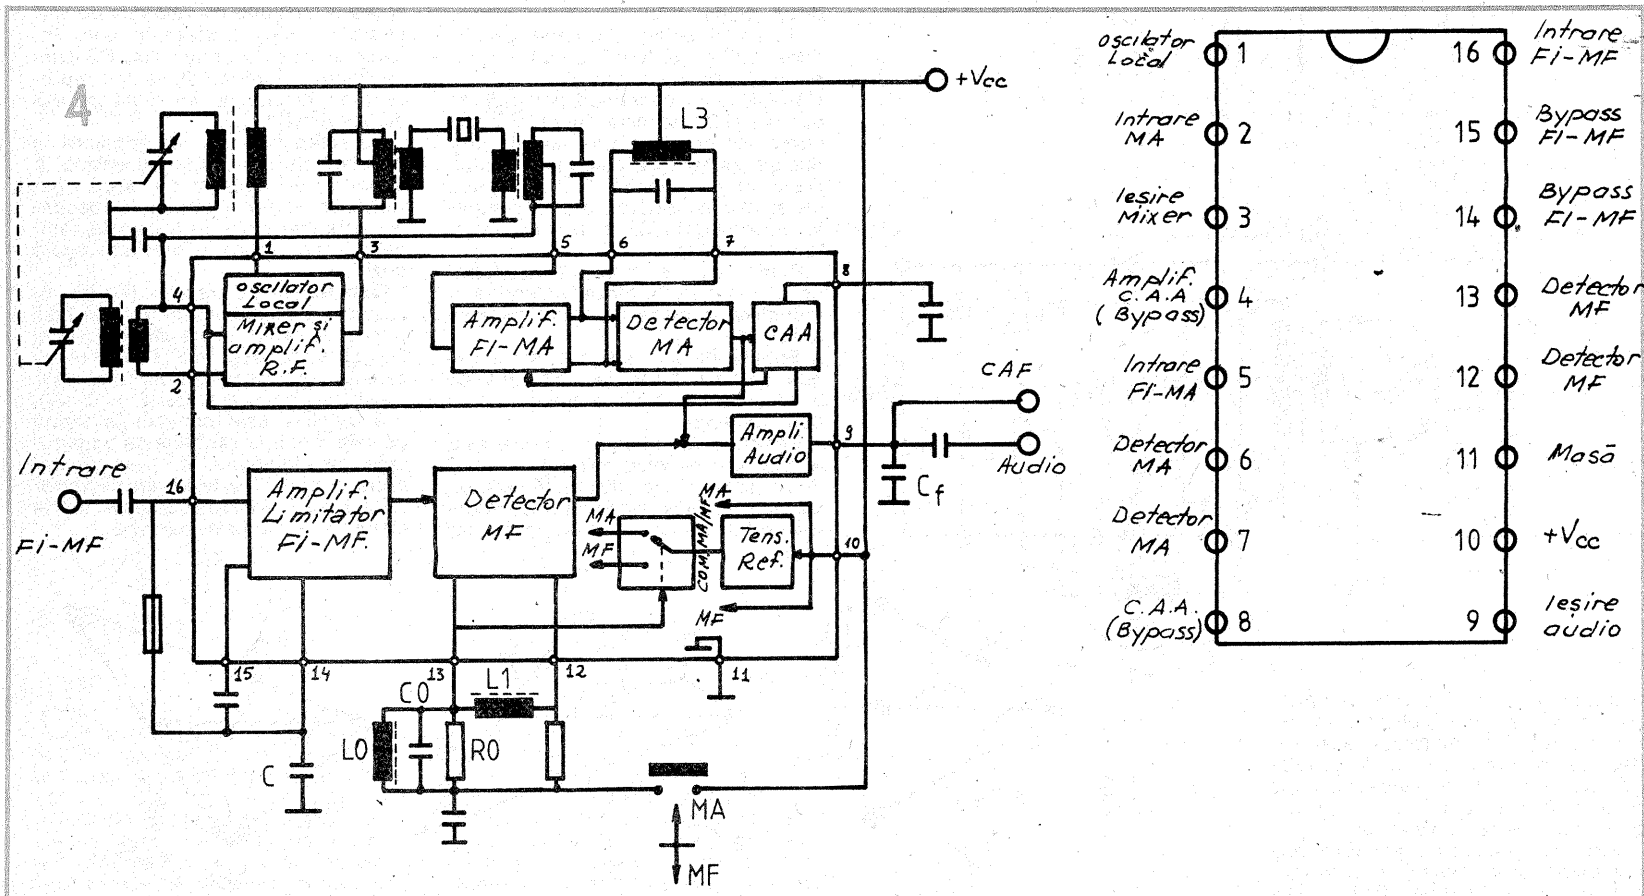 4
+Vcc
L3
1
3
5
6
7
8
4
2
oscilator
Local
Mixer si
amplif.
R.F.
Amplif.
FI-MA
Detector
MA
CAA
CAF
Ampli
Audio
9
Audio
Cf
Intrare
Fi-MF
16
Amplif.
Limitator
Fi-MF.
Detector
MF
MA
MF
COM. MA/MF
MA
Tens.
Ref.
MF
10
15
14
13
12
11
C0
L1
L0
R0
C
MA
MF
oscilator
Local
1
Intrare
MA
2
Ieşire
Mixer
3
Amplif.
C.A.A
(Bypass)
4
Intrare
Fi-MA
5
Detector
MA
6
Detector
MA
7
C.A.A.
(Bypass)
8
16
Intrare
Fi-MF
15
Bypass
FI-MF
14
Bypass
FI-MF
13
Detector
MF
12
Detector
MF
11
Masă
10
+Vcc
9
Ieşire
audio